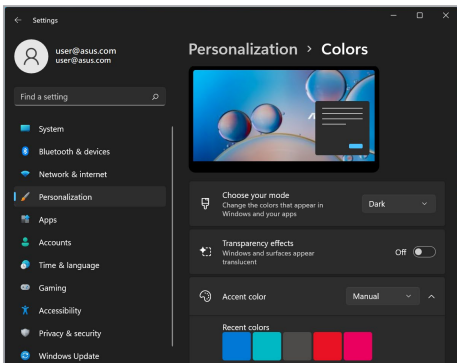 Settings
user@asus.com
user@asus.com
Find a setting
System
Bluetooth & devices
Network & internet
Personalization
Apps
Accounts
Time & language
Gaming
Accessibility
Privacy & security
Windows Update
Personalization > Colors
Choose your mode
Change the colors that appear in
Windows and your apps
Dark
Transparency effects
Windows and surfaces appear
translucent
Off
Accent color
Manual
Recent colors